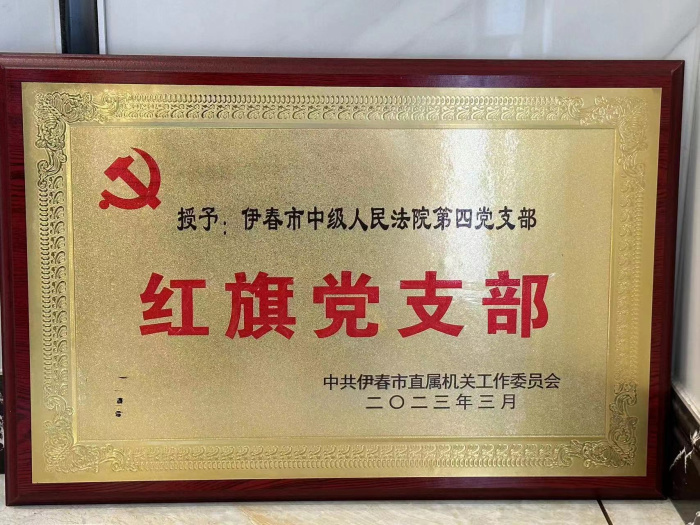 授予：伊春市中级人民法院第四党支部
红旗党支部
中共伊春市直属机关工作委员会
二〇二三年三月